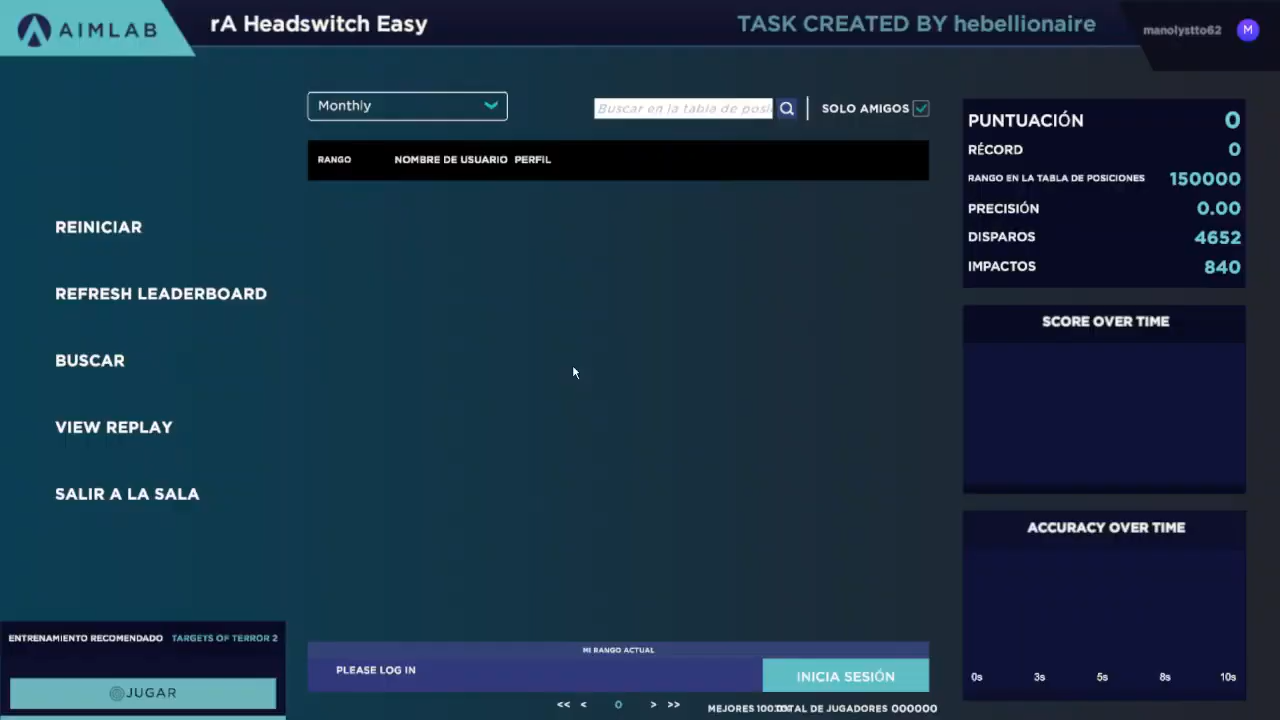 AIMLAB
rA Headswitch Easy
TASK CREATED BY hebellionaire
manolystto62
M
Monthly
Buscar en la tabla de posi
SOLO AMIGOS
RANGO NOMBRE DE USUARIO PERFIL
REINICIAR
REFRESH LEADERBOARD
BUSCAR
VIEW REPLAY
SALIR A LA SALA
PUNTUACIÓN 0
RÉCORD 0
RANGO EN LA TABLA DE POSICIONES 150000
PRECISIÓN 0.00
DISPAROS 4652
IMPACTOS 840
SCORE OVER TIME
ACCURACY OVER TIME
0s 3s 5s 8s 10s
ENTRENAMIENTO RECOMENDADO TARGETS OF TERROR 2
JUGAR
MI RANGO ACTUAL
PLEASE LOG IN
INICIA SESIÓN
<< < 0 > >>
MEJORES DE JUGADORES 000000